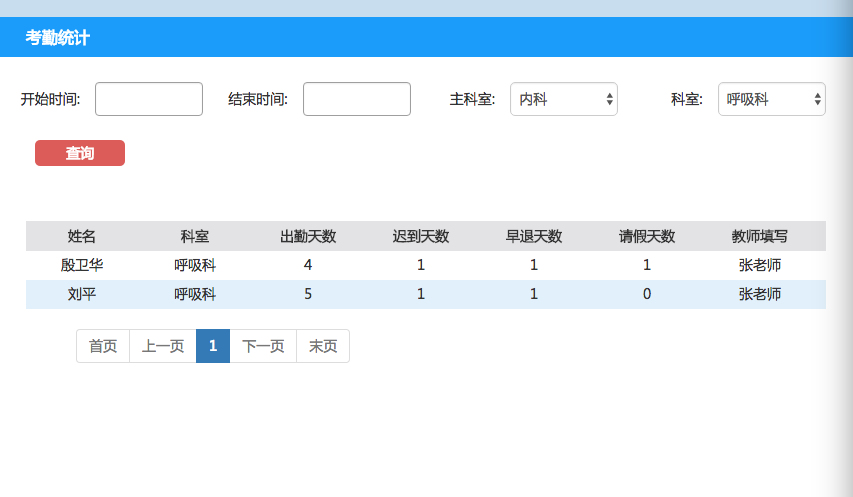 考勤统计
开始时间: 结束时间: 主科室: 内科 科室: 呼吸科
查询
姓名 科室 出勤天数 迟到天数 早退天数 请假天数 教师填写
殷卫华 呼吸科 4 1 1 1 张老师
刘平 呼吸科 5 1 1 0 张老师
首页 上一页 1 下一页 末页